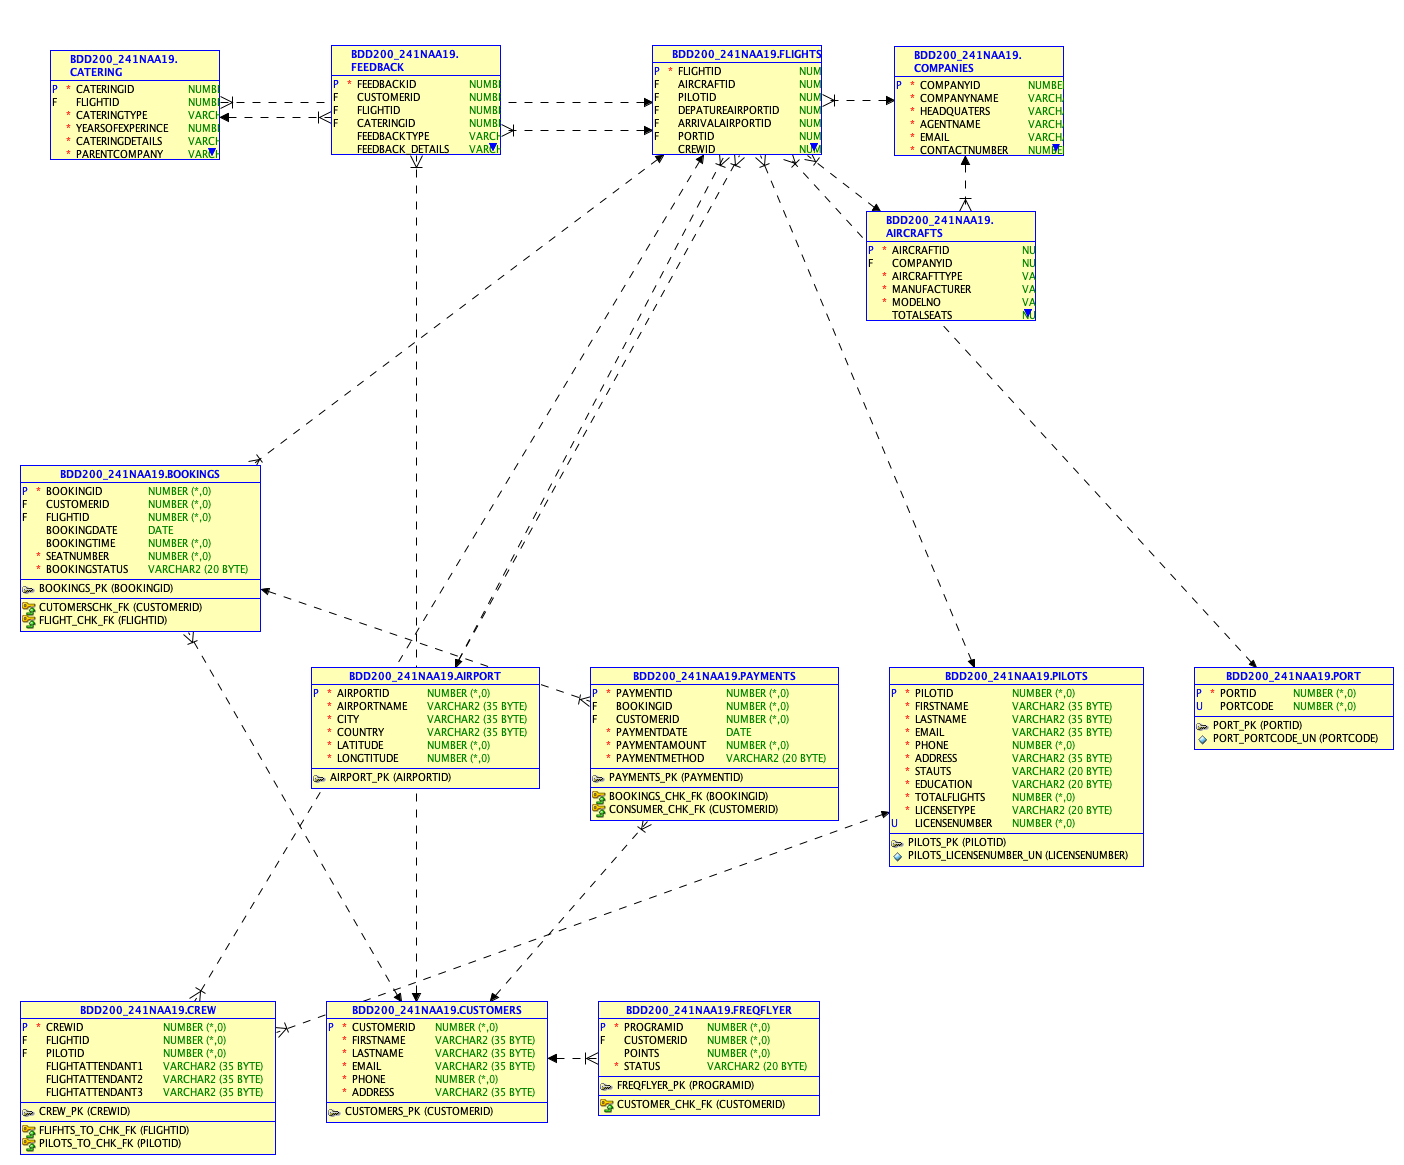 BDD200_241NAA19.
CATERING
P * CATERINGID NUMBE
F FLIGHTID NUMBE
* CATERINGTYPE VARCH
* YEARSOFEXPERINCE NUMBE
* CATERINGDETAILS VARCH
* PARENTCOMPANY VARCH
BDD200_241NAA19.
FEEDBACK
P * FEEDBACKID NUMBE
F CUSTOMERID NUMBE
F FLIGHTID NUMBE
F CATERINGID NUMBE
FEEDBACKTYPE VARCH
FEEDBACK_DETAILS VARCH
BDD200_241NAA19.FLIGHTS
P * FLIGHTID NUM
F AIRCRAFTID NUM
F PILOTID NUM
F DEPATUREAIRPORTID NUM
F ARRIVALAIRPORTID NUM
F PORTID NUM
CREWID NUM
BDD200_241NAA19.
COMPANIES
P * COMPANYID NUMBE
* COMPANYNAME VARCH
* HEADQUATERS VARCH
* AGENTNAME VARCH
* EMAIL VARCH
* CONTACTNUMBER NUMBE
BDD200_241NAA19.
AIRCRAFTS
P * AIRCRAFTID NU
F COMPANYID NU
* AIRCRAFTTYPE VA
* MANUFACTURER VA
* MODELNO VA
TOTALSEATS NU
BDD200_241NAA19.BOOKINGS
P * BOOKINGID NUMBER (*,0)
F CUSTOMERID NUMBER (*,0)
F FLIGHTID NUMBER (*,0)
BOOKINGDATE DATE
BOOKINGTIME NUMBER (*,0)
* SEATNUMBER NUMBER (*,0)
* BOOKINGSTATUS VARCHAR2 (20 BYTE)
BOOKINGS_PK (BOOKINGID)
CUTOMERSCHK_FK (CUSTOMERID)
FLIGHT_CHK_FK (FLIGHTID)
BDD200_241NAA19.AIRPORT
P * AIRPORTID NUMBER (*,0)
* AIRPORTNAME VARCHAR2 (35 BYTE)
* CITY VARCHAR2 (35 BYTE)
* COUNTRY VARCHAR2 (35 BYTE)
* LATITUDE NUMBER (*,0)
* LONGTITUDE NUMBER (*,0)
AIRPORT_PK (AIRPORTID)
BDD200_241NAA19.PAYMENTS
P * PAYMENTID NUMBER (*,0)
F BOOKINGID NUMBER (*,0)
F CUSTOMERID NUMBER (*,0)
* PAYMENTDATE DATE
* PAYMENTAMOUNT NUMBER (*,0)
* PAYMENTMETHOD VARCHAR2 (20 BYTE)
PAYMENTS_PK (PAYMENTID)
BOOKINGS_CHK_FK (BOOKINGID)
CONSUMER_CHK_FK (CUSTOMERID)
BDD200_241NAA19.PILOTS
P * PILOTID NUMBER (*,0)
* FIRSTNAME VARCHAR2 (35 BYTE)
* LASTNAME VARCHAR2 (35 BYTE)
* EMAIL VARCHAR2 (35 BYTE)
* PHONE NUMBER (*,0)
* ADDRESS VARCHAR2 (35 BYTE)
* STAUTS VARCHAR2 (20 BYTE)
* EDUCATION VARCHAR2 (20 BYTE)
* TOTALFLIGHTS NUMBER (*,0)
* LICENSETYPE VARCHAR2 (20 BYTE)
U LICENSENUMBER NUMBER (*,0)
PILOTS_PK (PILOTID)
PILOTS_LICENSENUMBER_UN (LICENSENUMBER)
BDD200_241NAA19.PORT
P * PORTID NUMBER (*,0)
U PORTCODE NUMBER (*,0)
PORT_PK (PORTID)
PORT_PORTCODE_UN (PORTCODE)
BDD200_241NAA19.CREW
P * CREWID NUMBER (*,0)
F FLIGHTID NUMBER (*,0)
F PILOTID NUMBER (*,0)
FLIGHTATTENDANT1 VARCHAR2 (35 BYTE)
FLIGHTATTENDANT2 VARCHAR2 (35 BYTE)
FLIGHTATTENDANT3 VARCHAR2 (35 BYTE)
CREW_PK (CREWID)
FLIFHTS_TO_CHK_FK (FLIGHTID)
PILOTS_TO_CHK_FK (PILOTID)
BDD200_241NAA19.CUSTOMERS
P * CUSTOMERID NUMBER (*,0)
* FIRSTNAME VARCHAR2 (35 BYTE)
* LASTNAME VARCHAR2 (35 BYTE)
* EMAIL VARCHAR2 (35 BYTE)
* PHONE NUMBER (*,0)
* ADDRESS VARCHAR2 (35 BYTE)
CUSTOMERS_PK (CUSTOMERID)
BDD200_241NAA19.FREQFLYER
P * PROGRAMID NUMBER (*,0)
F CUSTOMERID NUMBER (*,0)
POINTS NUMBER (*,0)
* STATUS VARCHAR2 (20 BYTE)
FREQFLYER_PK (PROGRAMID)
CUSTOMER_CHK_FK (CUSTOMERID)